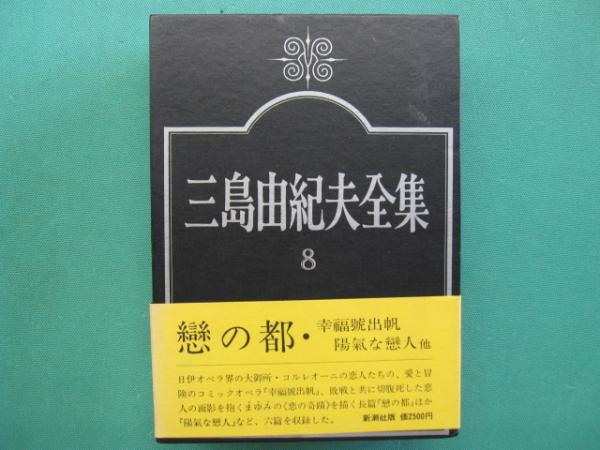 三島由紀夫全集
8
戀の都・幸福號出帆
陽氣な戀人他
日伊オペラ界の大御所・コルレオーニの恋人たちの、愛と冒
険のコミックオペラ『幸福號出帆』、敗戦と共に切腹死した恋
人の面影を抱くまゆみの〈恋の奇蹟〉を描く長篇『戀の都』ほか
『陽氣な戀人』など、六篇を収録した。
新潮社版 価2500円